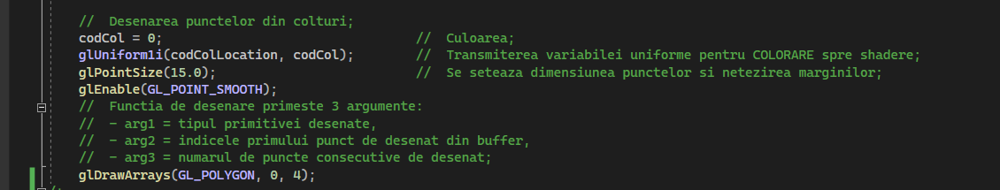 // Desenarea punctelor din colturi;
codCol = 0; // Culoarea;
glUniform1i(codColLocation, codCol); // Transmiterea variabilei uniforme pentru COLORARE spre shadere;
glPointSize(15.0); // Se seteaza dimensiunea punctelor si netezirea marginilor;
glEnable(GL_POINT_SMOOTH);
// Functia de desenare primeste 3 argumente:
// - arg1 = tipul primitivei desenate,
// - arg2 = indicele primului punct de desenat din buffer,
// - arg3 = numarul de puncte consecutive de desenat;
glDrawArrays(GL_POLYGON, 0, 4);